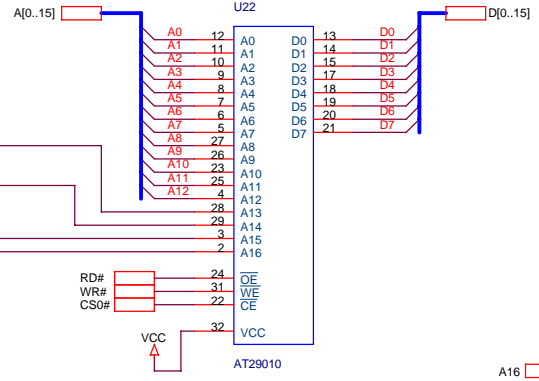 U22
A[0..15]
D[0..15]
A0 12 A0 D0 13 D0
A1 11 A1 D1 14 D1
A2 10 A2 D2 15 D2
A3 9 A3 D3 17 D3
A4 8 A4 D4 18 D4
A5 7 A5 D5 19 D5
A6 6 A6 D6 20 D6
A7 5 A7 D7 21 D7
A8 27 A8
A9 26 A9
A10 23 A10
A11 25 A11
A12 4 A12
28 A13
29 A14
3 A15
2 A16
RD# 24 OE
WR# 31 WE
CS0# 22 CE
VCC 32 VCC
AT29010
A16